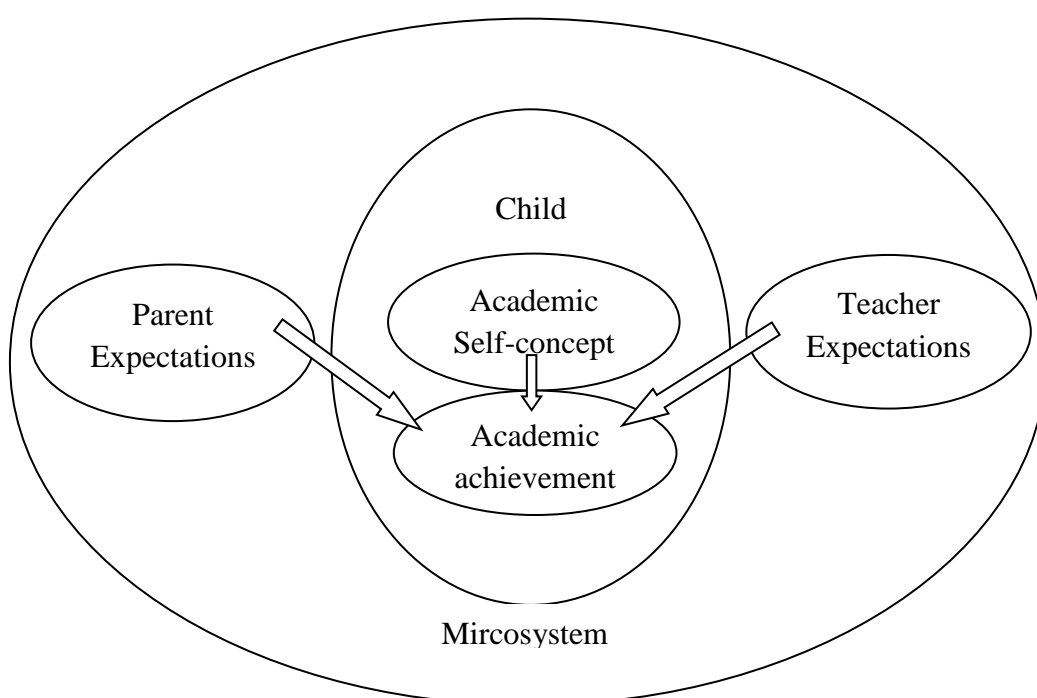 Child
Parent
Expectations
Academic
Self-concept
Teacher
Expectations
Academic
achievement
Mircosystem